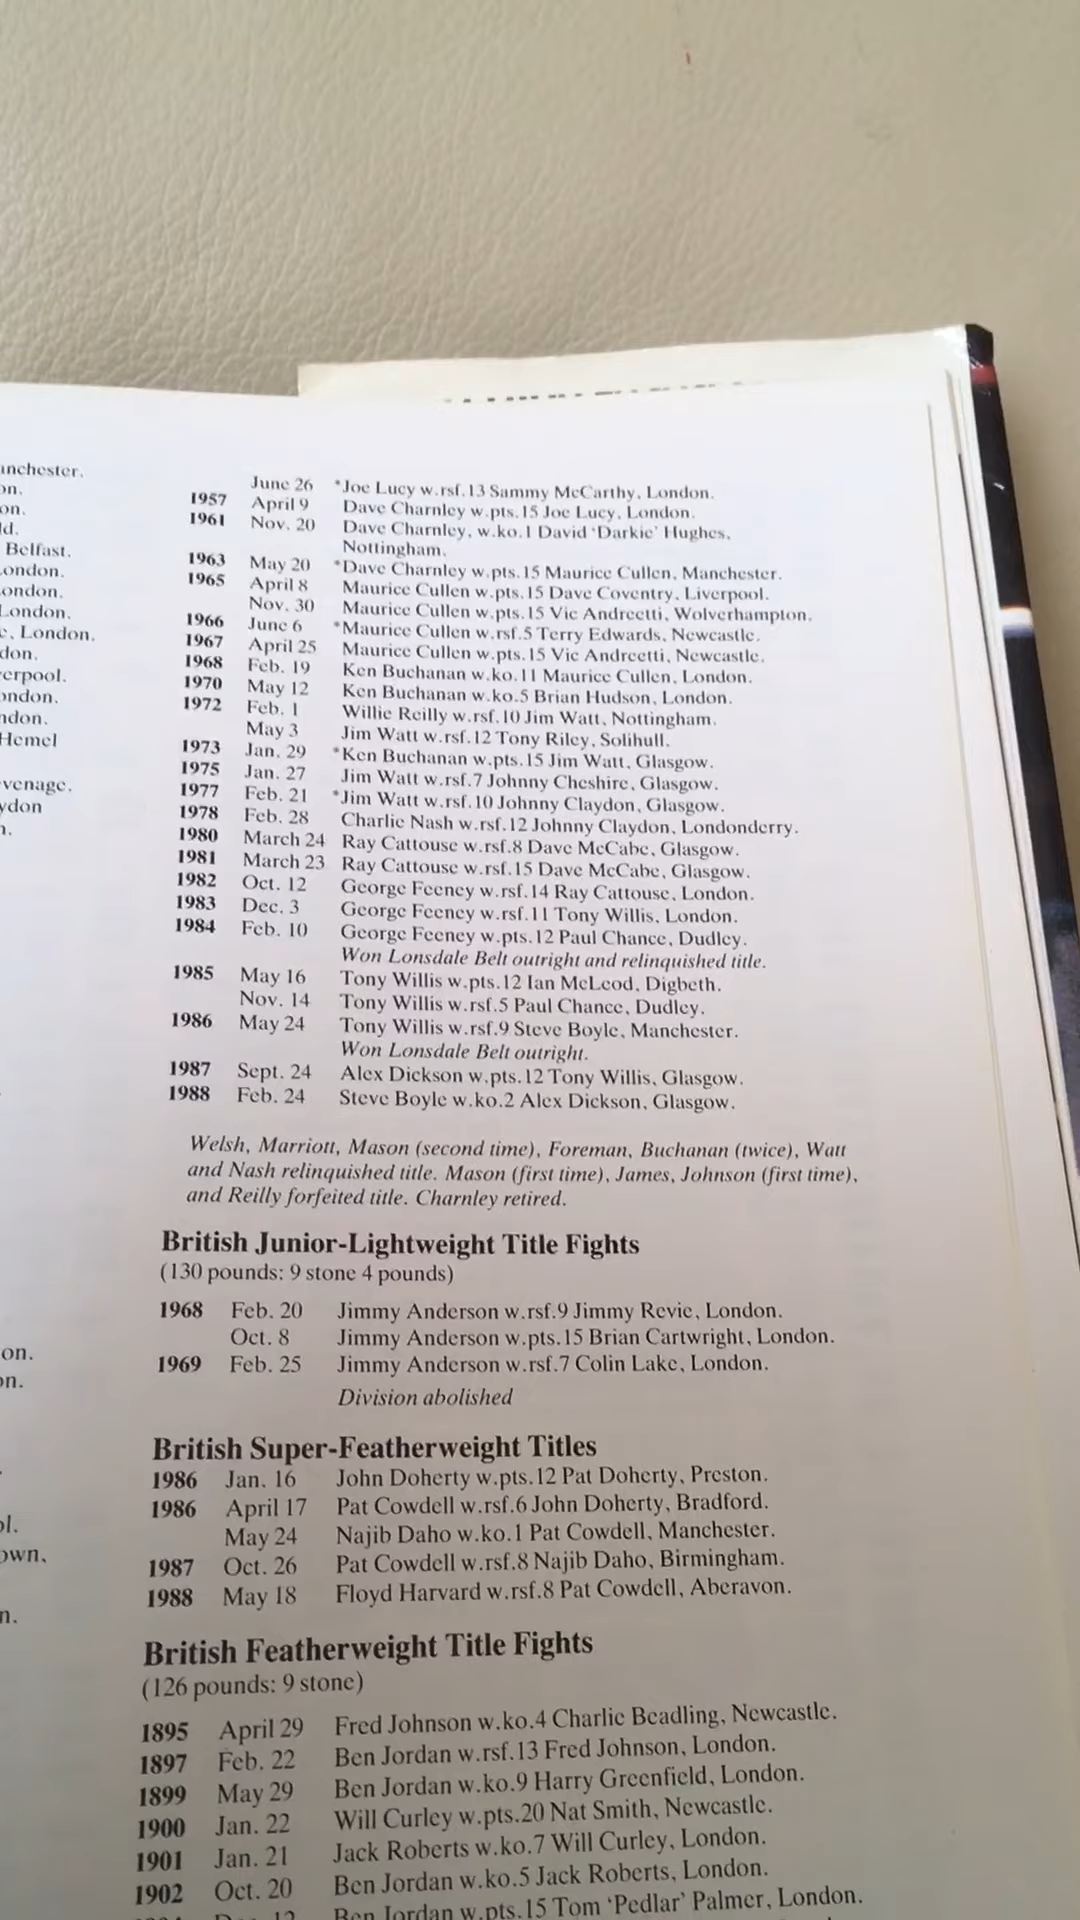 anchester.
on.
on.
ld.
Belfast.
ondon.
ondon.
London.
e, London.
don.
erpool.
ondon.
ndon.
Hemel
venage.
ydon
n.
on.
on.
ol.
own,
n.
June 26 *Joe Lucy w.rsf.13 Sammy McCarthy, London.
1957 April 9 Dave Charnley w.pts.15 Joe Lucy, London.
1961 Nov. 20 Dave Charnley, w.ko.1 David ‘Darkie’ Hughes,
Nottingham.
1963 May 20 *Dave Charnley w.pts.15 Maurice Cullen, Manchester.
1965 April 8 Maurice Cullen w.pts.15 Dave Coventry, Liverpool.
Nov. 30 Maurice Cullen w.pts.15 Vic Andreetti, Wolverhampton.
1966 June 6 *Maurice Cullen w.rsf.5 Terry Edwards, Newcastle.
1967 April 25 Maurice Cullen w.pts.15 Vic Andreetti, Newcastle.
1968 Feb. 19 Ken Buchanan w.ko.11 Maurice Cullen, London.
1970 May 12 Ken Buchanan w.ko.5 Brian Hudson, London.
1972 Feb. 1 Willie Reilly w.rsf.10 Jim Watt, Nottingham.
May 3 Jim Watt w.rsf.12 Tony Riley, Solihull.
1973 Jan. 29 *Ken Buchanan w.pts.15 Jim Watt, Glasgow.
1975 Jan. 27 Jim Watt w.rsf.7 Johnny Cheshire, Glasgow.
1977 Feb. 21 *Jim Watt w.rsf.10 Johnny Claydon, Glasgow.
1978 Feb. 28 Charlie Nash w.rsf.12 Johnny Claydon, Londonderry.
1980 March 24 Ray Cattouse w.rsf.8 Dave McCabe, Glasgow.
1981 March 23 Ray Cattouse w.rsf.15 Dave McCabe, Glasgow.
1982 Oct. 12 George Feeney w.rsf.14 Ray Cattouse, London.
1983 Dec. 3 George Feeney w.rsf.11 Tony Willis, London.
1984 Feb. 10 George Feeney w.pts.12 Paul Chance, Dudley.
Won Lonsdale Belt outright and relinquished title.
1985 May 16 Tony Willis w.pts.12 Ian McLeod, Digbeth.
Nov. 14 Tony Willis w.rsf.5 Paul Chance, Dudley.
1986 May 24 Tony Willis w.rsf.9 Steve Boyle, Manchester.
Won Lonsdale Belt outright.
1987 Sept. 24 Alex Dickson w.pts.12 Tony Willis, Glasgow.
1988 Feb. 24 Steve Boyle w.ko.2 Alex Dickson, Glasgow.
Welsh, Marriott, Mason (second time), Foreman, Buchanan (twice), Watt
and Nash relinquished title. Mason (first time), James, Johnson (first time),
and Reilly forfeited title. Charnley retired.
British Junior-Lightweight Title Fights
(130 pounds: 9 stone 4 pounds)
1968 Feb. 20 Jimmy Anderson w.rsf.9 Jimmy Revie, London.
Oct. 8 Jimmy Anderson w.pts.15 Brian Cartwright, London.
1969 Feb. 25 Jimmy Anderson w.rsf.7 Colin Lake, London.
Division abolished
British Super-Featherweight Titles
1986 Jan. 16 John Doherty w.pts.12 Pat Doherty, Preston.
1986 April 17 Pat Cowdell w.rsf.6 John Doherty, Bradford.
May 24 Najib Daho w.ko.1 Pat Cowdell, Manchester.
1987 Oct. 26 Pat Cowdell w.rsf.8 Najib Daho, Birmingham.
1988 May 18 Floyd Harvard w.rsf.8 Pat Cowdell, Aberavon.
British Featherweight Title Fights
(126 pounds: 9 stone)
1895 April 29 Fred Johnson w.ko.4 Charlie Beadling, Newcastle.
1897 Feb. 22 Ben Jordan w.rsf.13 Fred Johnson, London.
1899 May 29 Ben Jordan w.ko.9 Harry Greenfield, London.
1900 Jan. 22 Will Curley w.pts.20 Nat Smith, Newcastle.
1901 Jan. 21 Jack Roberts w.ko.7 Will Curley, London.
1902 Oct. 20 Ben Jordan w.ko.5 Jack Roberts, London.
Dec. 12 Ben Jordan w.pts.15 Tom ‘Pedlar’ Palmer, London.